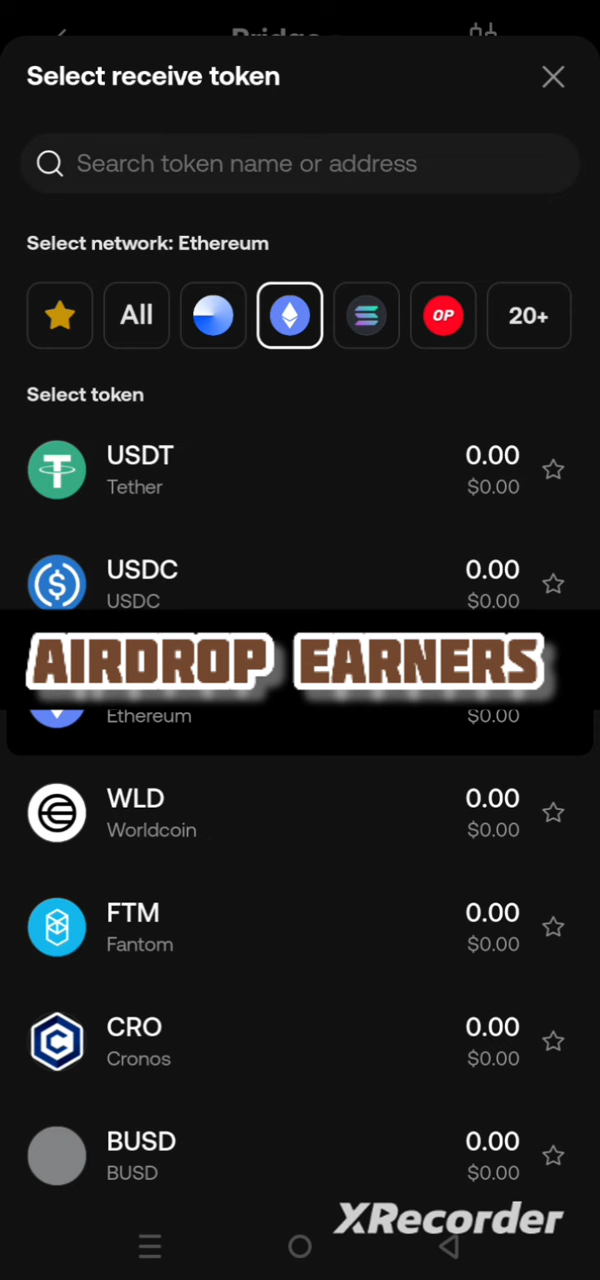 Bridge
Select receive token
Search token name or address
Select network: Ethereum
All
OP
20+
Select token
USDT 0.00
Tether $0.00
USDC 0.00
USDC $0.00
AIRDROP EARNERS
Ethereum $0.00
WLD 0.00
Worldcoin $0.00
FTM 0.00
Fantom $0.00
CRO 0.00
Cronos $0.00
BUSD 0.00
BUSD $0.00
XRecorder